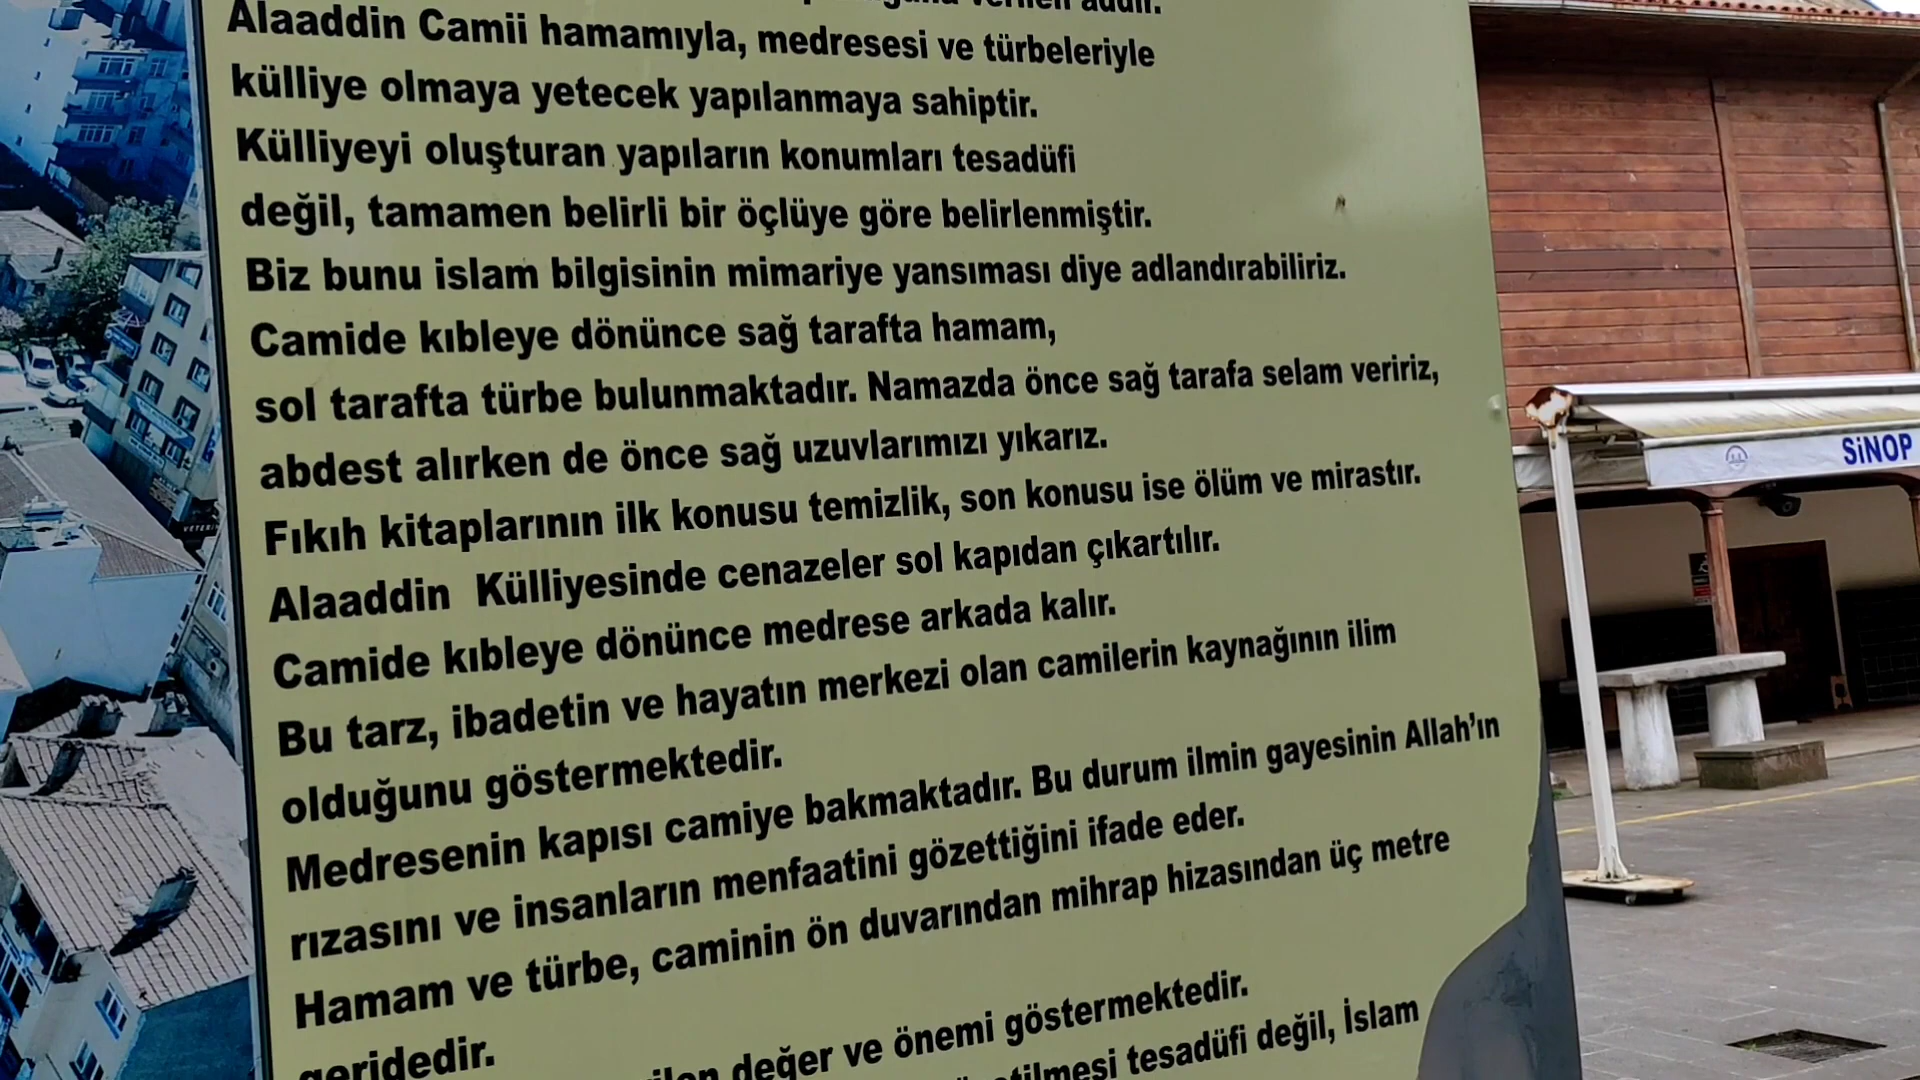 verilen addır.
Alaaddin Camii hamamıyla, medresesi ve türbeleriyle
külliye olmaya yetecek yapılanmaya sahiptir.
Külliyeyi oluşturan yapıların konumları tesadüfi
değil, tamamen belirli bir öçlüye göre belirlenmiştir.
Biz bunu islam bilgisinin mimariye yansıması diye adlandırabiliriz.
Camide kıbleye dönünce sağ tarafta hamam,
sol tarafta türbe bulunmaktadır. Namazda önce sağ tarafa selam veririz,
abdest alırken de önce sağ uzuvlarımızı yıkarız.
Fıkıh kitaplarının ilk konusu temizlik, son konusu ise ölüm ve mirastır.
Alaaddin Külliyesinde cenazeler sol kapıdan çıkartılır.
Camide kıbleye dönünce medrese arkada kalır.
Bu tarz, ibadetin ve hayatın merkezi olan camilerin kaynağının ilim
olduğunu göstermektedir.
Medresenin kapısı camiye bakmaktadır. Bu durum ilmin gayesinin Allah'ın
rızasını ve insanların menfaatini gözettiğini ifade eder.
Hamam ve türbe, caminin ön duvarından mihrap hizasından üç metre
geridedir.
değer ve önemi göstermektedir.
tesadüfi değil, İslam
SİNOP